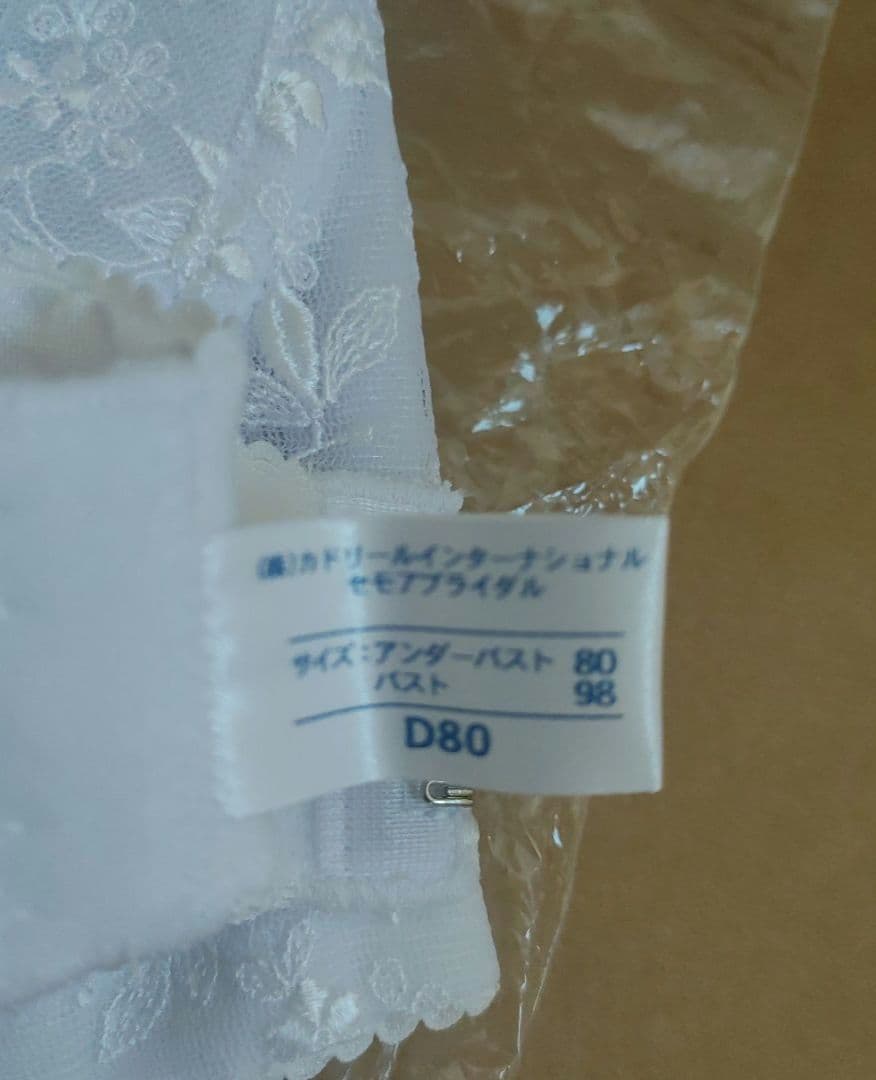 (株)カドリールインターナショナル
セモアブライダル
サイズ:アンダーバスト 80
バスト 98
D80